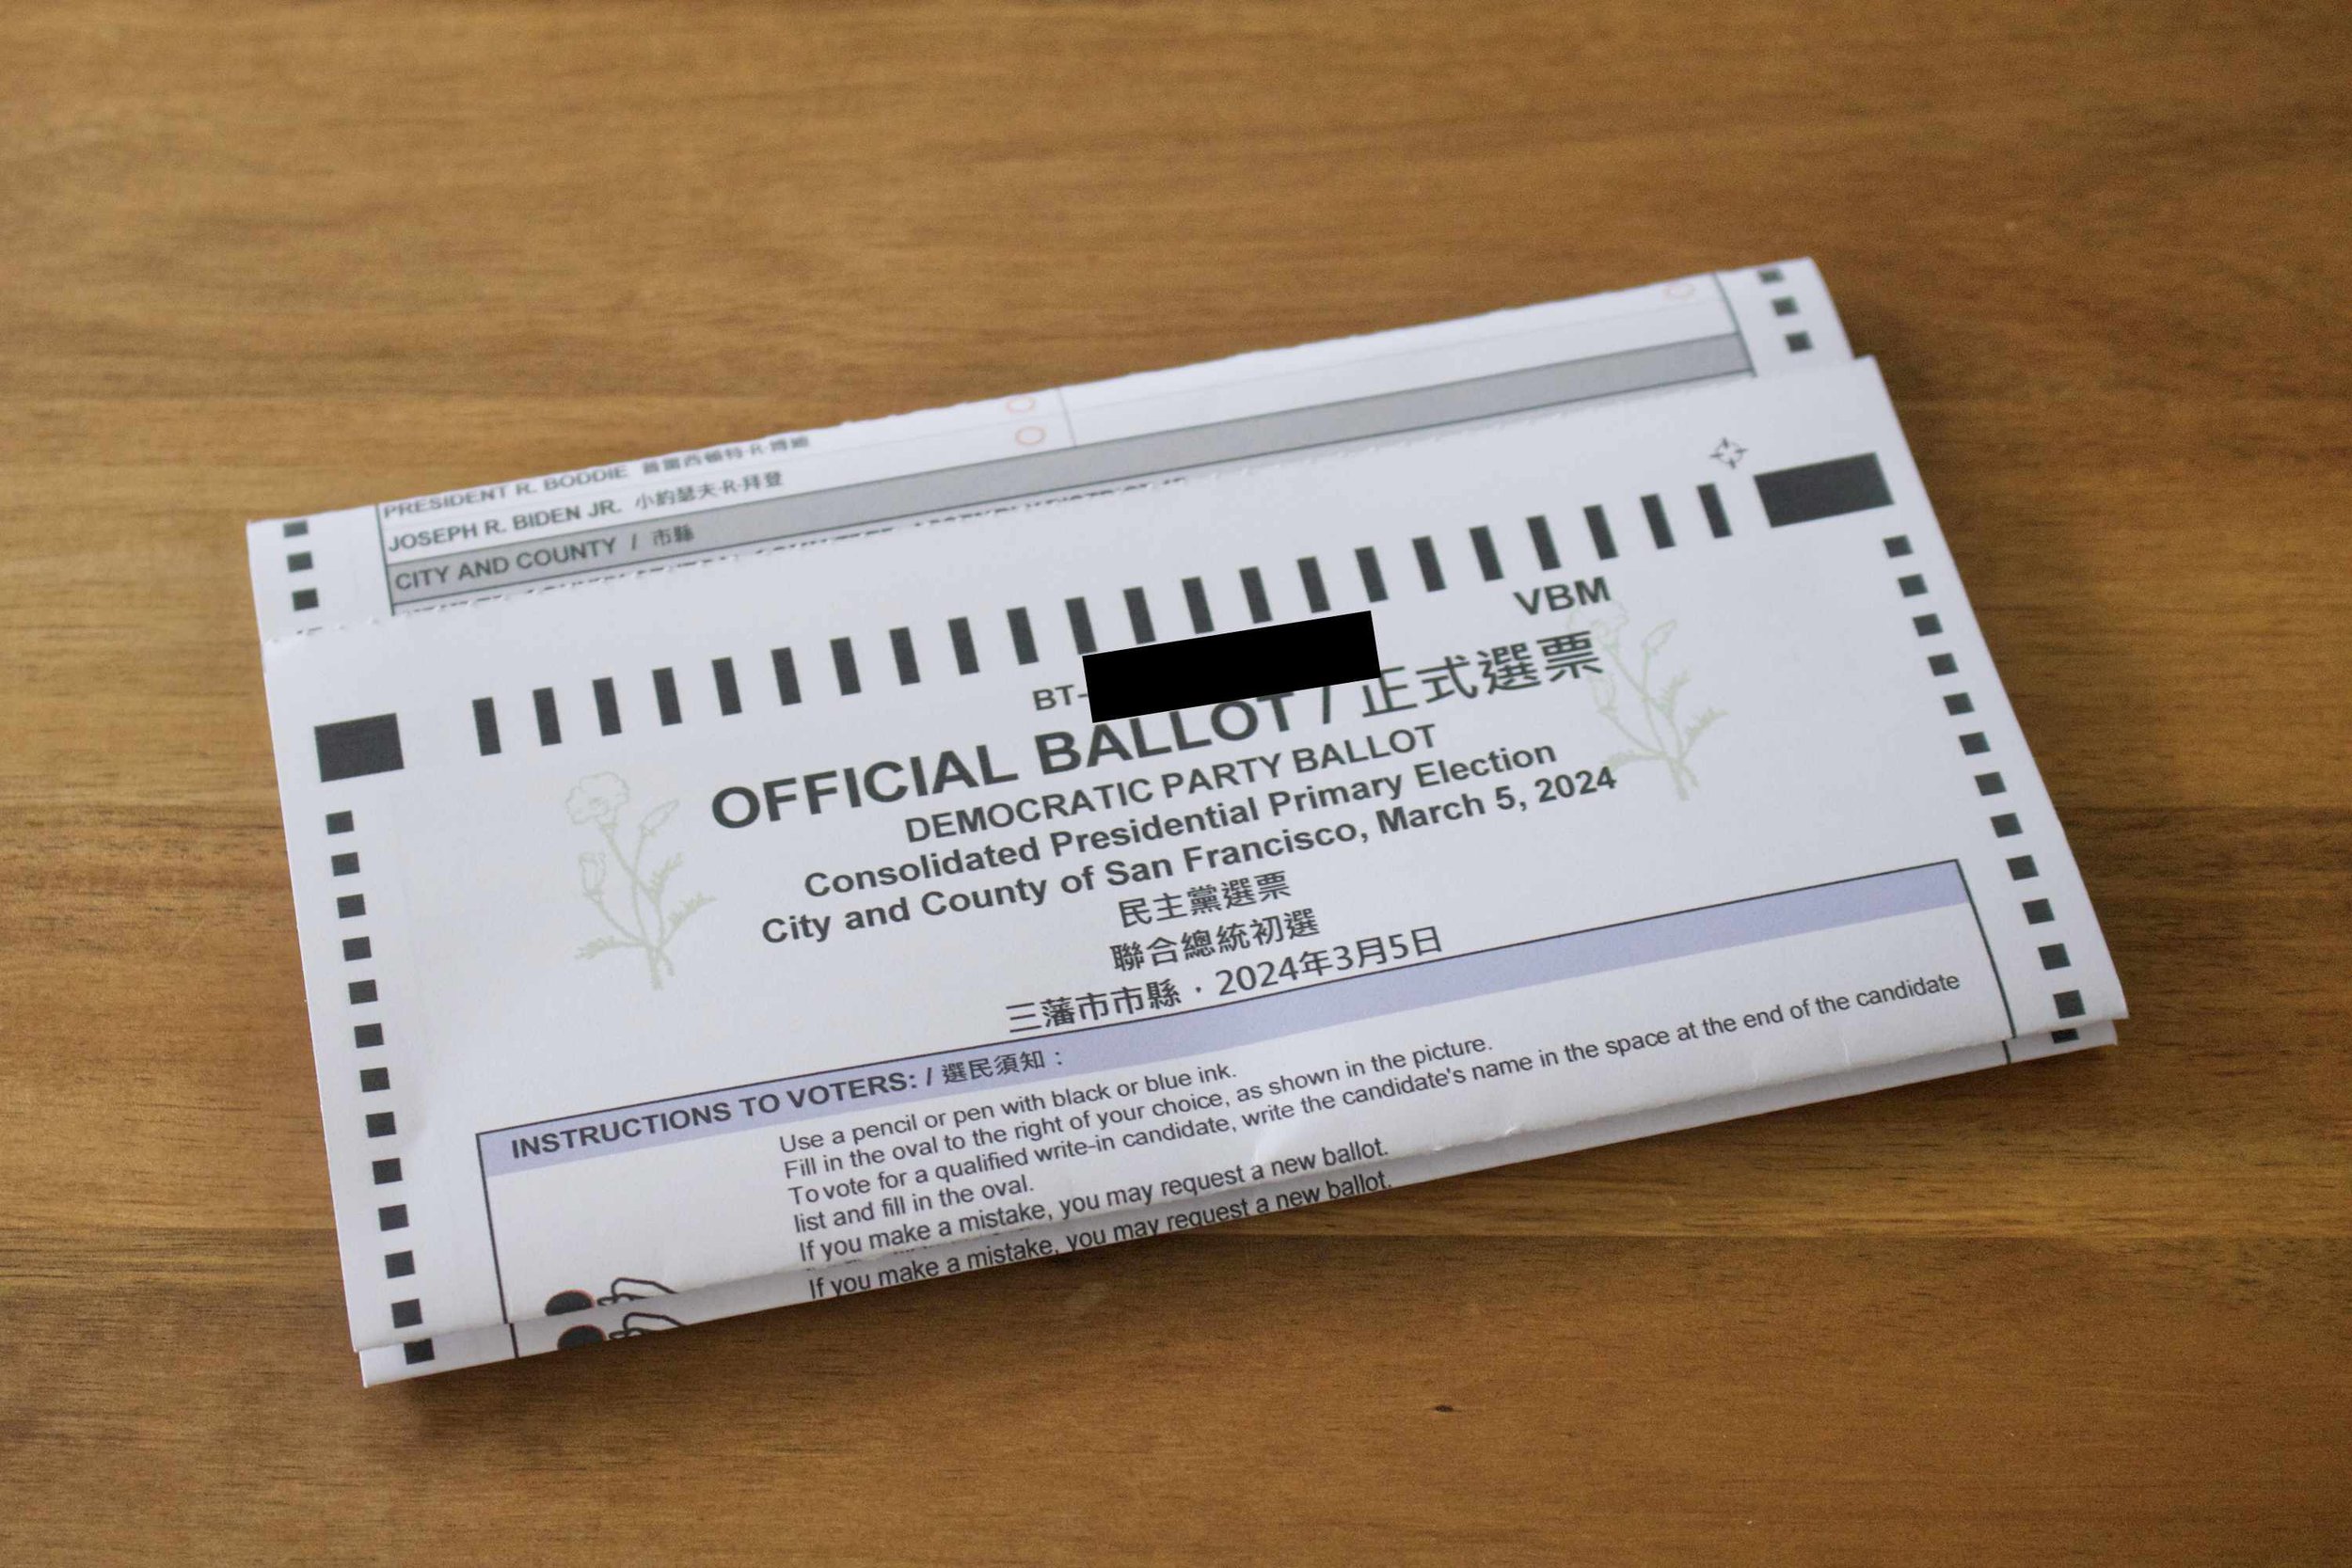 PRESIDENT R. BODDIE 普雷西頓特·R·博迪
JOSEPH R. BIDEN JR. 小約瑟夫·R·拜登
CITY AND COUNTY / 市縣
VBM
BT-
OFFICIAL BALLOT / 正式選票
DEMOCRATIC PARTY BALLOT
Consolidated Presidential Primary Election
City and County of San Francisco, March 5, 2024
民主黨選票
聯合總統初選
三藩市市縣．2024年3月5日
INSTRUCTIONS TO VOTERS: / 選民須知：
Use a pencil or pen with black or blue ink.
Fill in the oval to the right of your choice, as shown in the picture.
To vote for a qualified write-in candidate, write the candidate's name in the space at the end of the candidate
list and fill in the oval.
If you make a mistake, you may request a new ballot.
If you make a mistake, you may request a new ballot.